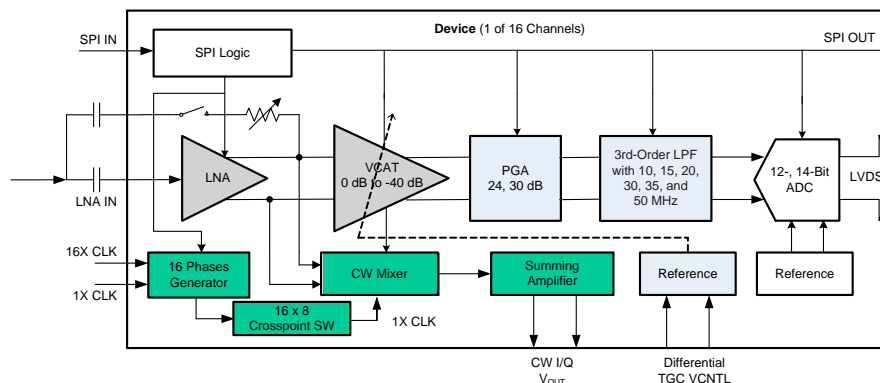 Device (1 of 16 Channels)
SPI IN
SPI Logic
SPI OUT
LNA
VCAT
0 dB to -40 dB
PGA
24, 30 dB
3rd-Order LPF
with 10, 15, 20,
30, 35, and
50 MHz
12-, 14-Bit
ADC
LVDS
LNA IN
16X CLK
1X CLK
16 Phases
Generator
CW Mixer
Summing
Amplifier
Reference
Reference
16 x 8
Crosspoint SW
1X CLK
CW I/Q
VOUT
Differential
TGC VCNTL